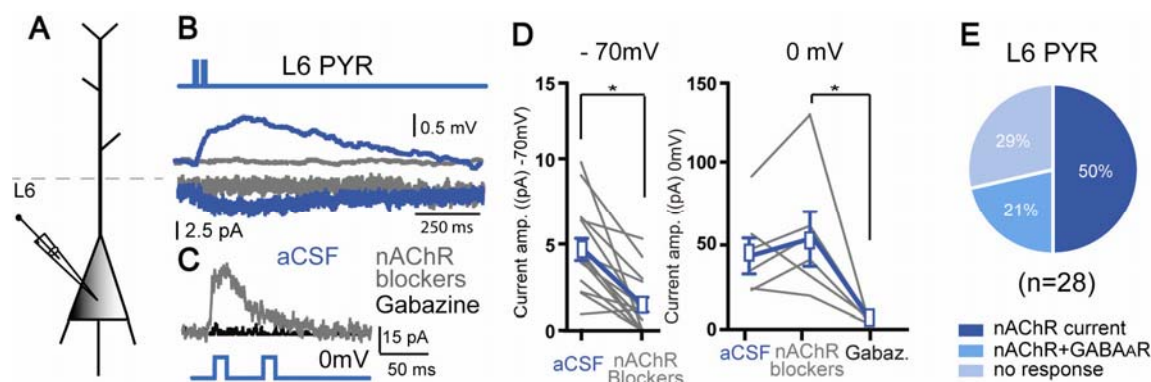 A
L6
B
L6 PYR
0.5 mV
2.5 pA
250 ms
aCSF
nAChR
blockers
Gabazine
C
15 pA
50 ms
0mV
D
- 70mV
Current amp. ((pA) -70mV)
15
10
5
0
*
aCSF
nAChR
Blockers
0 mV
Current amp. ((pA) 0mV)
150
100
50
0
*
aCSF
nAChR
blockers
Gabaz.
E
L6 PYR
29%
50%
21%
(n=28)
nAChR current
nAChR+GABAAR
no response